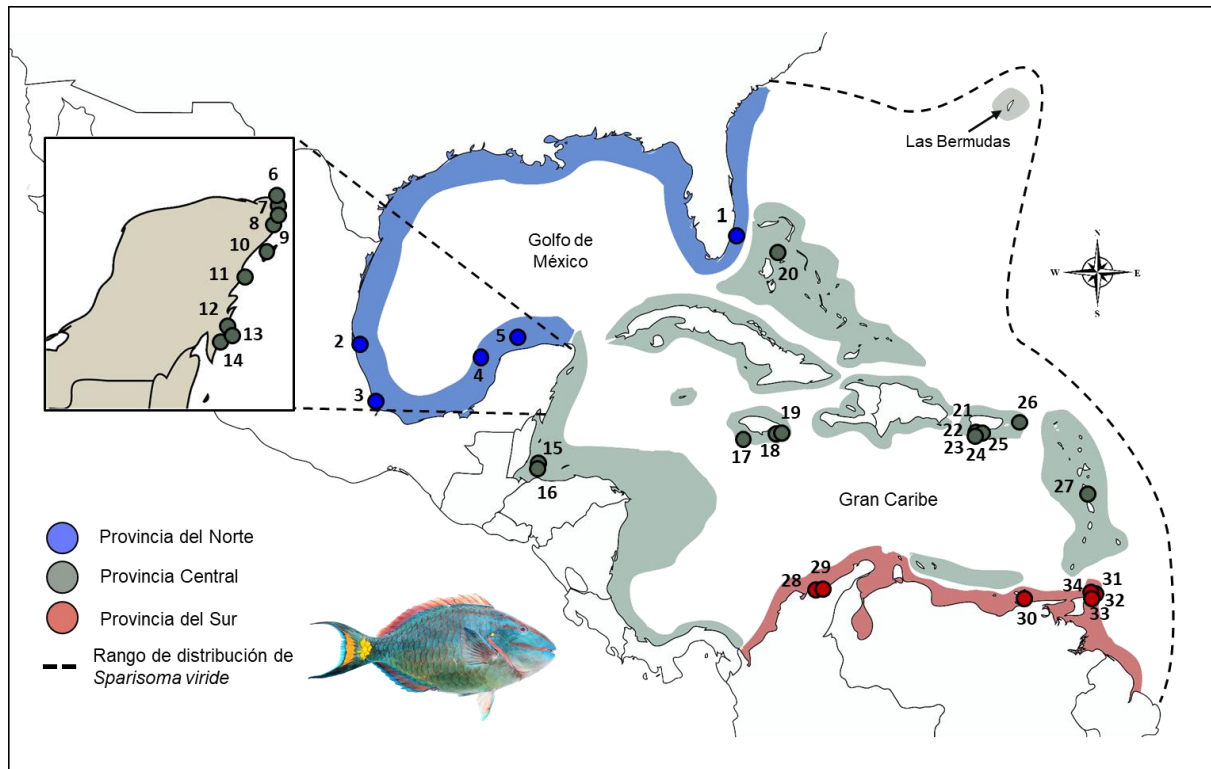 Las Bermudas
6
7
8
9
10
11
12
13
14
1
Golfo de
México
20
N
W
E
S
2
5
4
3
19
17
18
21
26
22
23
24
25
15
16
27
Gran Caribe
Provincia del Norte
Provincia Central
Provincia del Sur
Rango de distribución de
Sparisoma viride
28
29
34
31
30
32
33